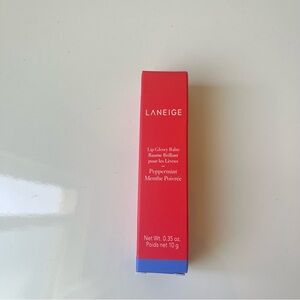 LANEIGE
Lip Glowy Balm
Baume Brillant
pour les Lèvres
Peppermint
Menthe Poivrée
Net Wt. 0.35 oz.
Poids net 10 g